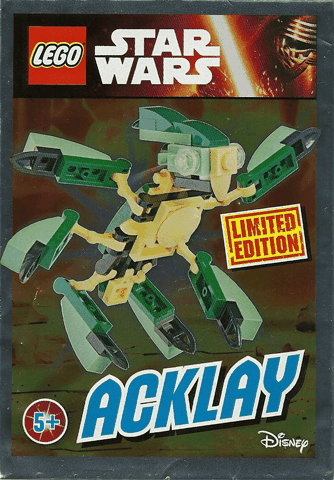 LEGO
STAR
WARS
LIMITED
EDITION
5+
ACKLAY
Disney